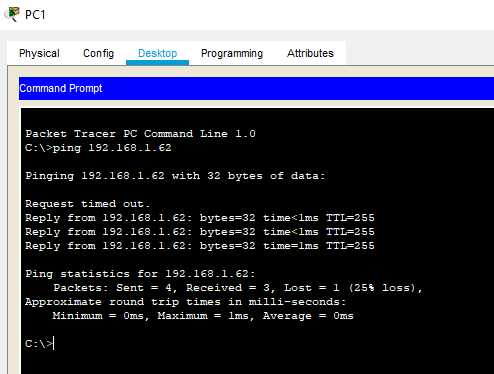 PC1
Physical Config Desktop Programming Attributes
Command Prompt
Packet Tracer PC Command Line 1.0
C:\>ping 192.168.1.62
Pinging 192.168.1.62 with 32 bytes of data:
Request timed out.
Reply from 192.168.1.62: bytes=32 time<1ms TTL=255
Reply from 192.168.1.62: bytes=32 time<1ms TTL=255
Reply from 192.168.1.62: bytes=32 time=1ms TTL=255
Ping statistics for 192.168.1.62:
Packets: Sent = 4, Received = 3, Lost = 1 (25% loss),
Approximate round trip times in milli-seconds:
Minimum = 0ms, Maximum = 1ms, Average = 0ms
C:\>